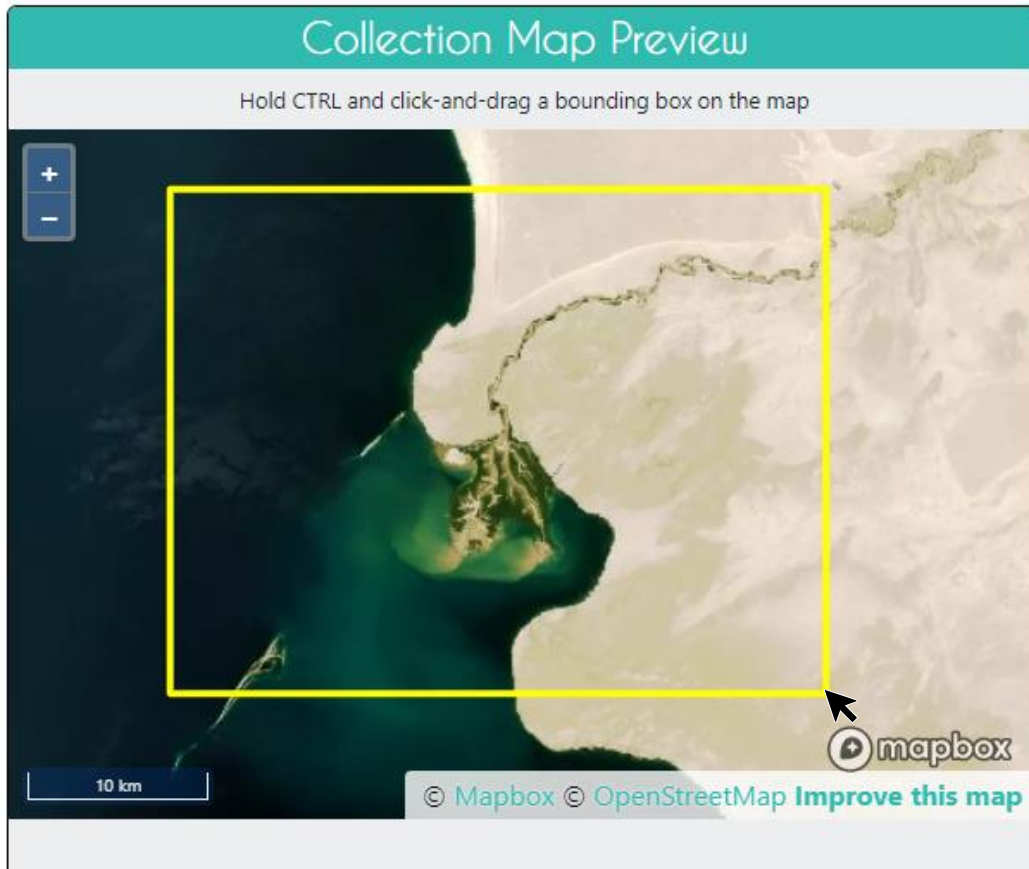 Collection Map Preview
Hold CTRL and click-and-drag a bounding box on the map
+
−
mapbox
10 km
© Mapbox © OpenStreetMap Improve this map